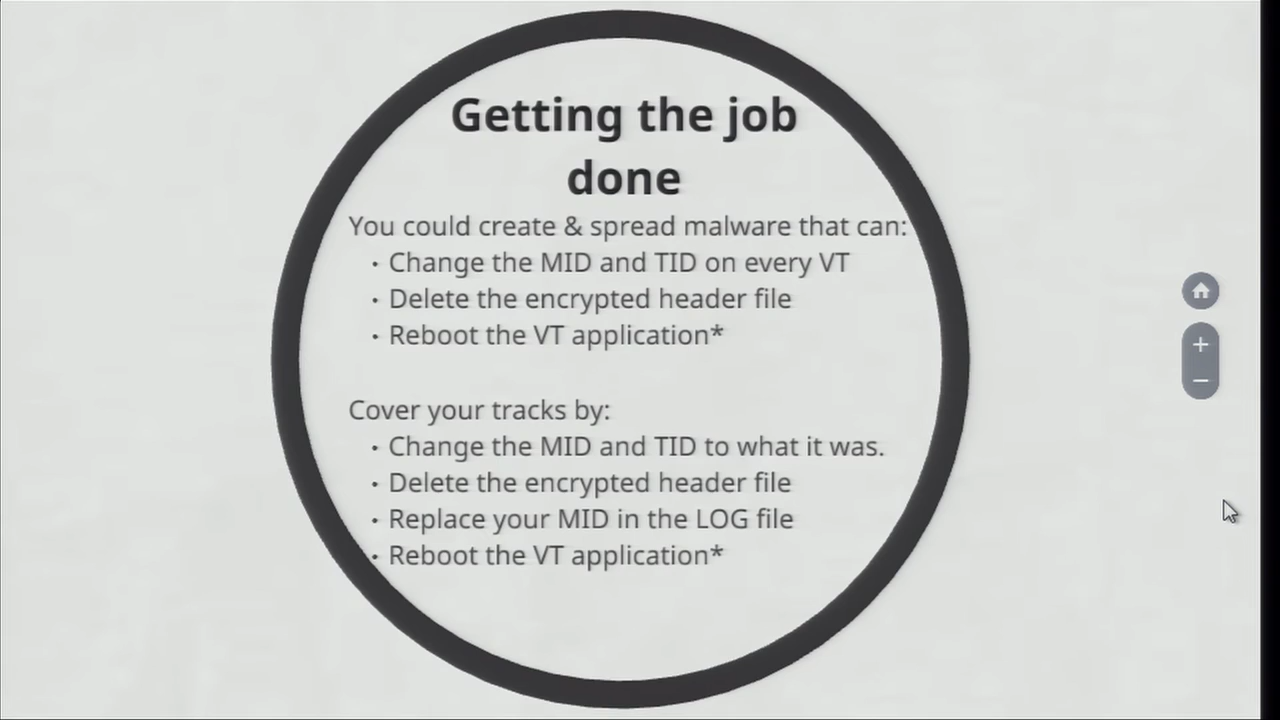 Getting the job
done
You could create & spread malware that can:
· Change the MID and TID on every VT
· Delete the encrypted header file
· Reboot the VT application*
Cover your tracks by:
· Change the MID and TID to what it was.
· Delete the encrypted header file
· Replace your MID in the LOG file
· Reboot the VT application*